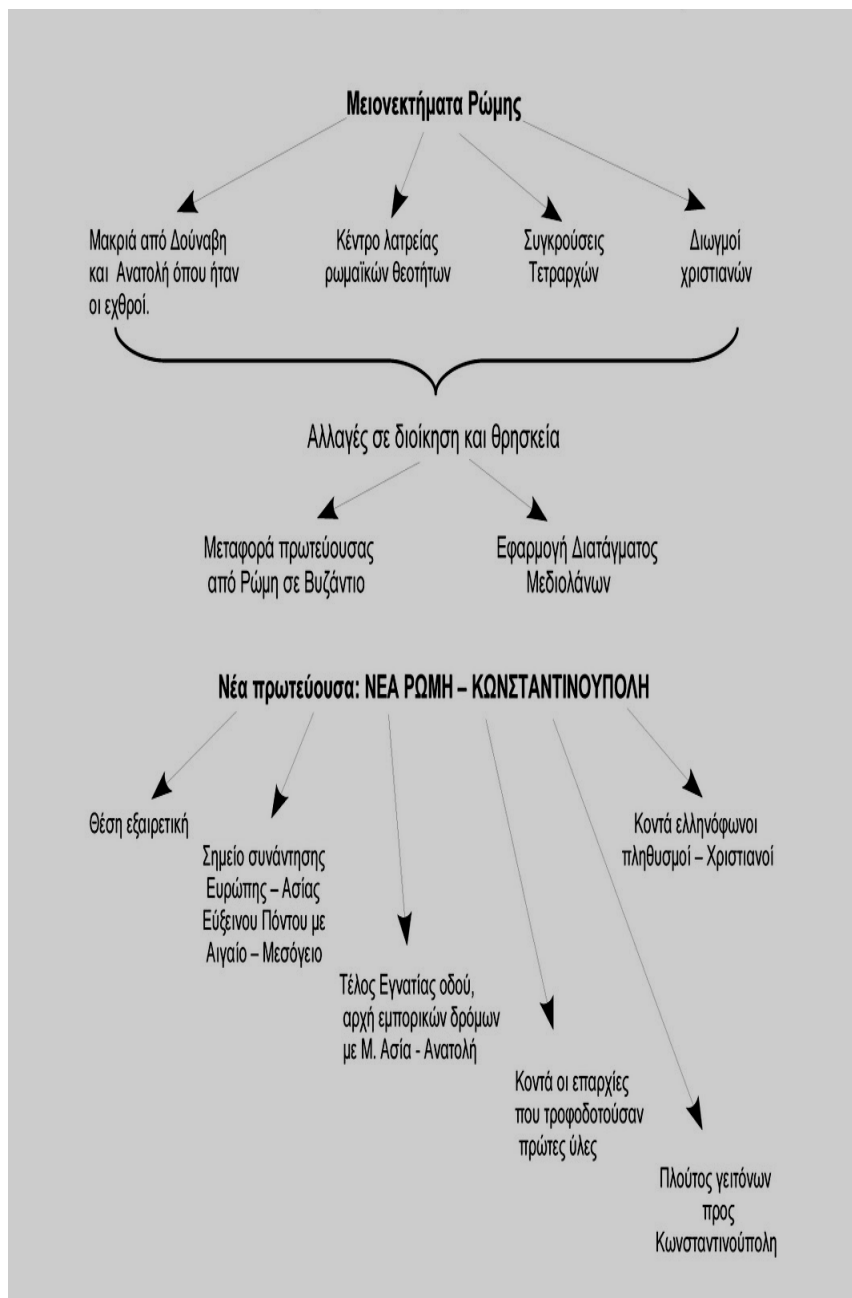 Μειονεκτήματα Ρώμης
Μακριά από Δούναβη
και Ανατολή όπου ήταν
οι εχθροί.
Κέντρο λατρείας
ρωμαϊκών θεοτήτων
Συγκρούσεις
Τετραρχών
Διωγμοί
χριστιανών
Αλλαγές σε διοίκηση και θρησκεία
Μεταφορά πρωτεύουσας
από Ρώμη σε Βυζάντιο
Εφαρμογή Διατάγματος
Μεδιολάνων
Νέα πρωτεύουσα: ΝΕΑ ΡΩΜΗ – ΚΩΝΣΤΑΝΤΙΝΟΥΠΟΛΗ
Θέση εξαιρετική
Σημείο συνάντησης
Ευρώπης – Ασίας
Εύξεινου Πόντου με
Αιγαίο – Μεσόγειο
Τέλος Εγνατίας οδού,
αρχή εμπορικών δρόμων
με Μ. Ασία - Ανατολή
Κοντά οι επαρχίες
που τροφοδοτούσαν
πρώτες ύλες
Πλούτος γειτόνων
προς
Κωνσταντινούπολη
Κοντά ελληνόφωνοι
πληθυσμοί – Χριστιανοί